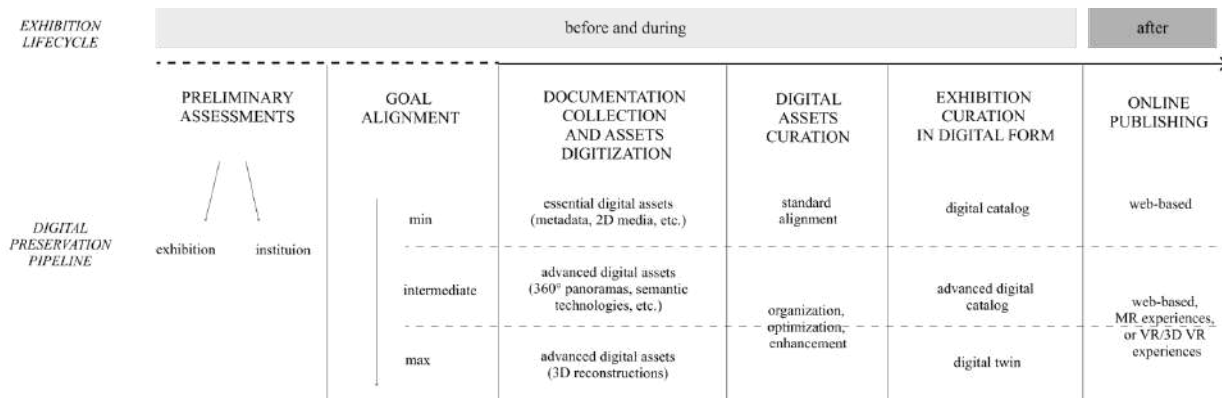 EXHIBITION
LIFECYCLE
before and during
after
PRELIMINARY
ASSESSMENTS
GOAL
ALIGNMENT
DOCUMENTATION
COLLECTION
AND ASSETS
DIGITIZATION
DIGITAL
ASSETS
CURATION
EXHIBITION
CURATION
IN DIGITAL FORM
ONLINE
PUBLISHING
DIGITAL
PRESERVATION
PIPELINE
exhibition
instituion
min
essential digital assets
(metadata, 2D media, etc.)
standard
alignment
digital catalog
web-based
intermediate
advanced digital assets
(360° panoramas, semantic
technologies, etc.)
organization,
optimization,
enhancement
advanced digital
catalog
web-based,
MR experiences,
or VR/3D VR
experiences
max
advanced digital assets
(3D reconstructions)
digital twin